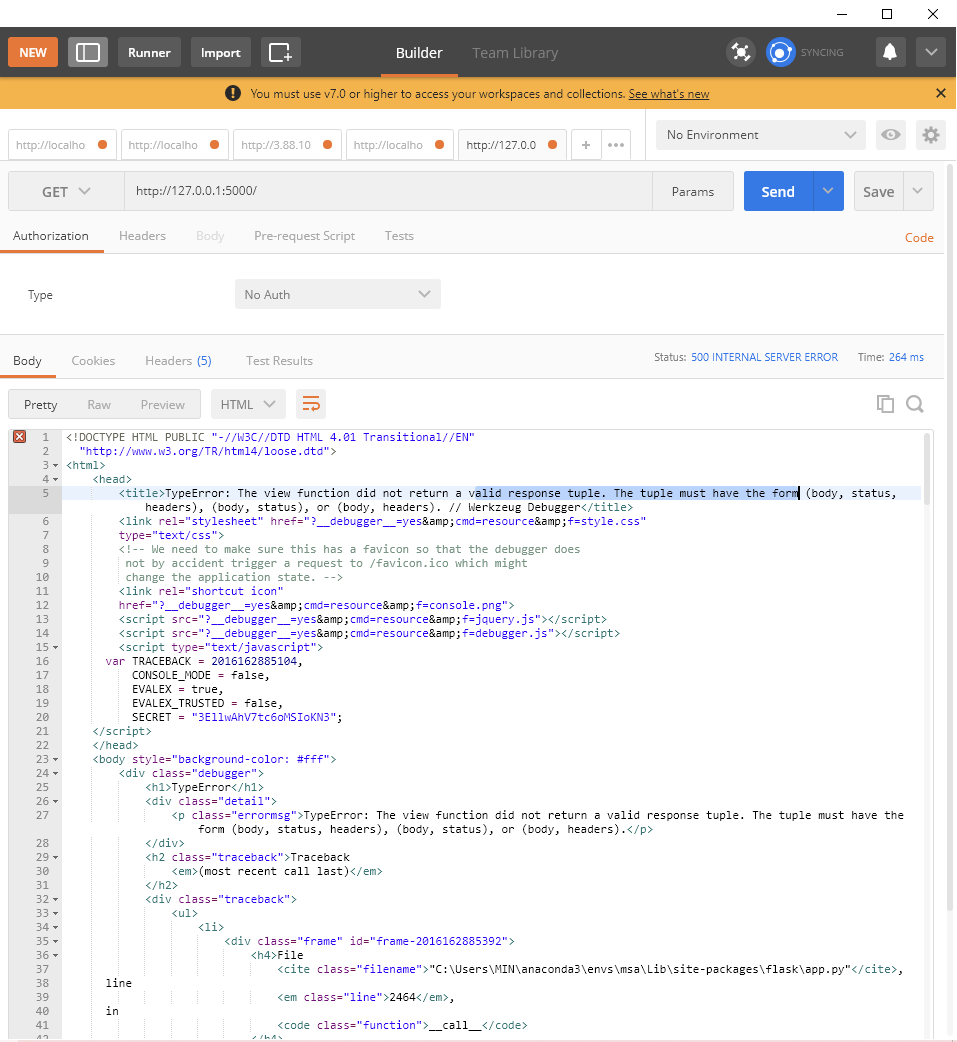 NEW Runner Import Builder Team Library SYNCING
You must use v7.0 or higher to access your workspaces and collections. See what's new
http://localho http://localho http://3.88.10 http://localho http://127.0.0 + ••• No Environment
GET http://127.0.0.1:5000/ Params Send Save
Authorization Headers Body Pre-request Script Tests Code
Type No Auth
Body Cookies Headers (5) Test Results Status: 500 INTERNAL SERVER ERROR Time: 264 ms
Pretty Raw Preview HTML
1 <!DOCTYPE HTML PUBLIC "-//W3C//DTD HTML 4.01 Transitional//EN"
2 "http://www.w3.org/TR/html4/loose.dtd">
3 <html>
4 <head>
5 <title>TypeError: The view function did not return a valid response tuple. The tuple must have the form (body, status,
headers), (body, status), or (body, headers). // Werkzeug Debugger</title>
6 <link rel="stylesheet" href="?__debugger__=yes&amp;cmd=resource&amp;f=style.css"
7 type="text/css">
8 <!-- We need to make sure this has a favicon so that the debugger does
9 not by accident trigger a request to /favicon.ico which might
10 change the application state. -->
11 <link rel="shortcut icon"
12 href="?__debugger__=yes&amp;cmd=resource&amp;f=console.png">
13 <script src="?__debugger__=yes&amp;cmd=resource&amp;f=jquery.js"></script>
14 <script src="?__debugger__=yes&amp;cmd=resource&amp;f=debugger.js"></script>
15 <script type="text/javascript">
16 var TRACEBACK = 2016162885104,
17 CONSOLE_MODE = false,
18 EVALEX = true,
19 EVALEX_TRUSTED = false,
20 SECRET = "3EllwAhV7tc6oMSIoKN3";
21 </script>
22 </head>
23 <body style="background-color: #fff">
24 <div class="debugger">
25 <h1>TypeError</h1>
26 <div class="detail">
27 <p class="errormsg">TypeError: The view function did not return a valid response tuple. The tuple must have the
form (body, status, headers), (body, status), or (body, headers).</p>
28 </div>
29 <h2 class="traceback">Traceback
30 <em>(most recent call last)</em>
31 </h2>
32 <div class="traceback">
33 <ul>
34 <li>
35 <div class="frame" id="frame-2016162885392">
36 <h4>File
37 <cite class="filename">"C:\Users\MIN\anaconda3\envs\msa\Lib\site-packages\flask\app.py"</cite>,
38 line
39 <em class="line">2464</em>,
40 in
41 <code class="function">__call__</code>
42 </h4>